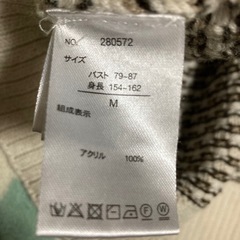 NO. 280572
サイズ
バスト 79-87
身長 154-162
M
組成表示
アクリル 100%